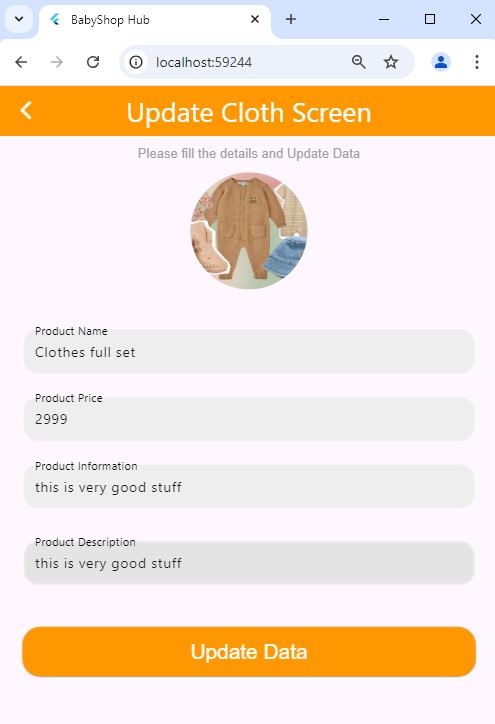 BabyShop Hub
localhost:59244
Update Cloth Screen
Please fill the details and Update Data
Product Name
Clothes full set
Product Price
2999
Product Information
this is very good stuff
Product Description
this is very good stuff
Update Data